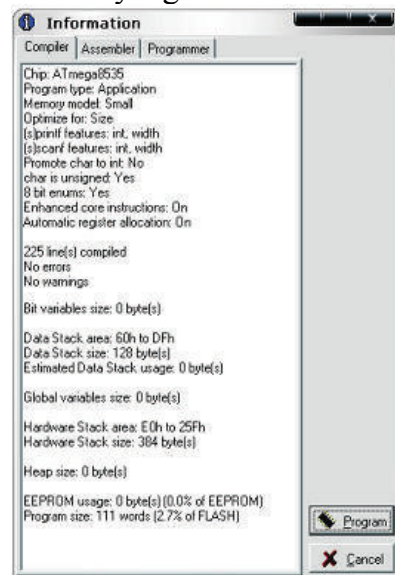 Information
Compiler Assembler Programmer
Chip: ATmega8535
Program type: Application
Memory model: Small
Optimize for: Size
(s)printf features: int, width
(s)scanf features: int, width
Promote char to int: No
char is unsigned: Yes
8 bit enums: Yes
Enhanced core instructions: On
Automatic register allocation: On
225 line(s) compiled
No errors
No warnings
Bit variables size: 0 byte(s)
Data Stack area: 60h to DFh
Data Stack size: 128 byte(s)
Estimated Data Stack usage: 0 byte(s)
Global variables size: 0 byte(s)
Hardware Stack area: E0h to 25Fh
Hardware Stack size: 384 byte(s)
Heap size: 0 byte(s)
EEPROM usage: 0 byte(s) (0.0% of EEPROM)
Program size: 111 words (2.7% of FLASH)
Program
Cancel